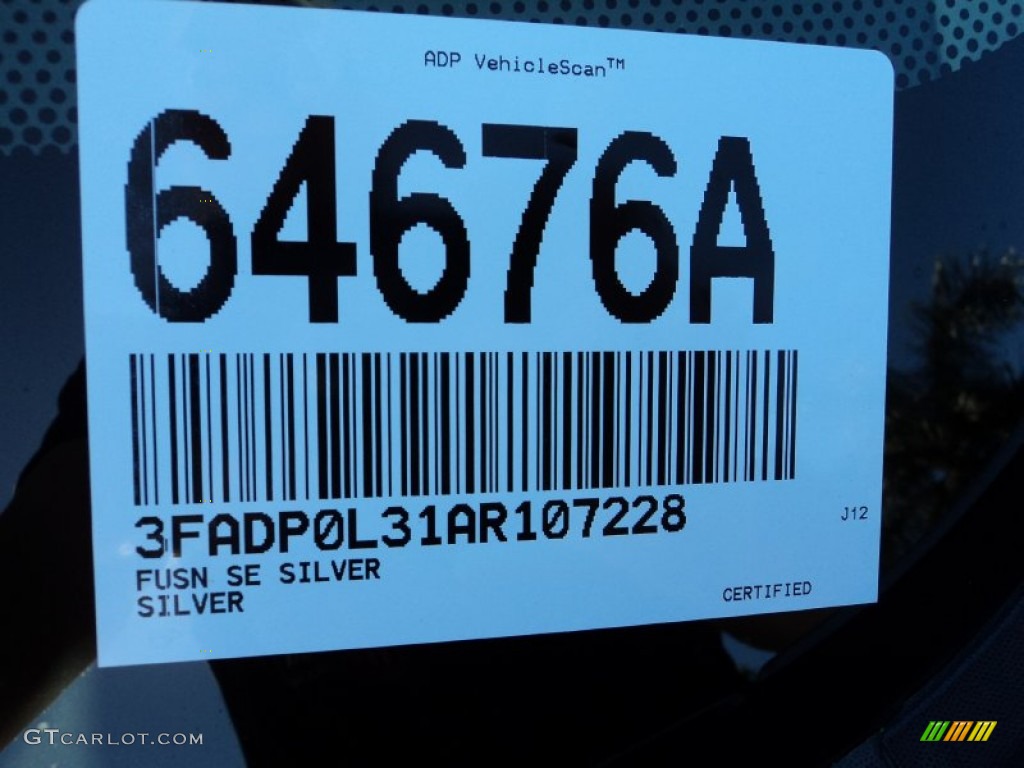 ADP VehicleScan™
64676A
3FADP0L31AR107228
J12
FUSN SE SILVER
SILVER
CERTIFIED
GTCARLOT.COM